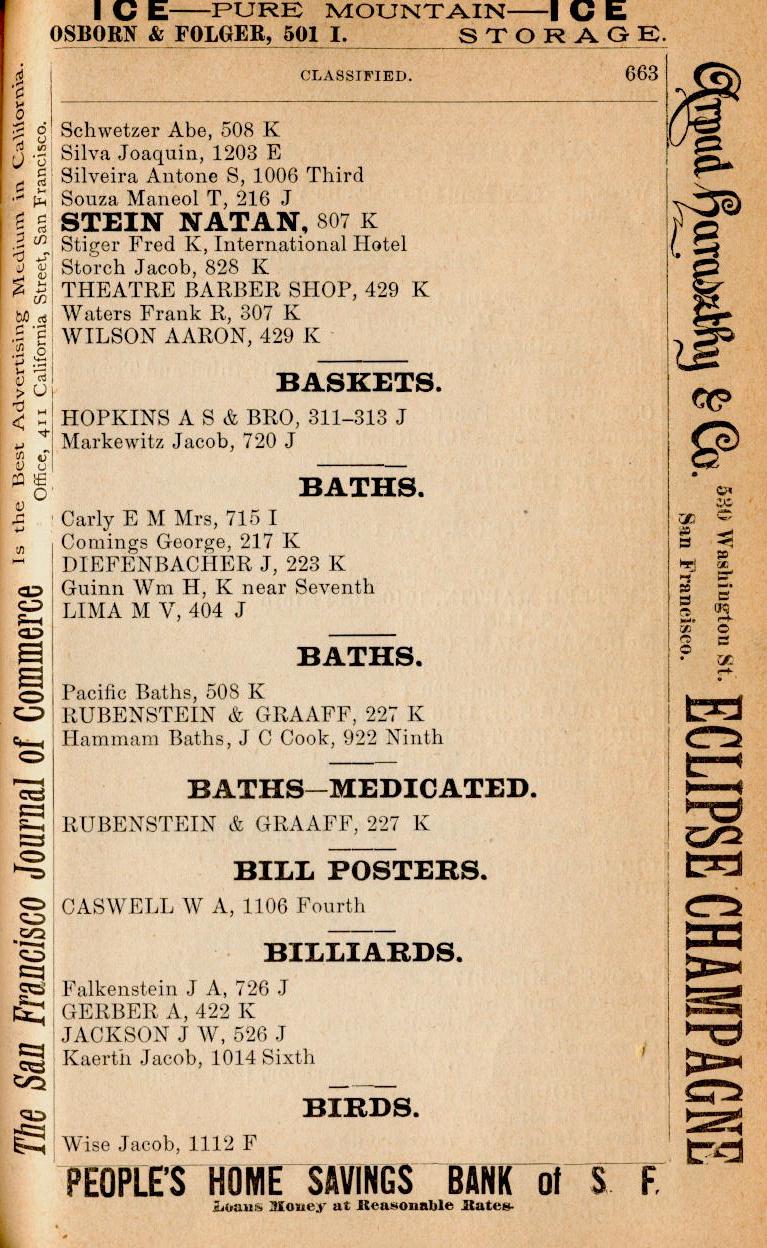 ICE—PURE MOUNTAIN—ICE
OSBORN & FOLGER, 501 I. STORAGE.
CLASSIFIED. 663
Schwetzer Abe, 508 K
Silva Joaquin, 1203 E
Silveira Antone S, 1006 Third
Souza Maneol T, 216 J
STEIN NATAN, 807 K
Stiger Fred K, International Hotel
Storch Jacob, 828 K
THEATRE BARBER SHOP, 429 K
Waters Frank R, 307 K
WILSON AARON, 429 K
BASKETS.
HOPKINS A S & BRO, 311–313 J
Markewitz Jacob, 720 J
BATHS.
Carly E M Mrs, 715 I
Comings George, 217 K
DIEFENBACHER J, 223 K
Guinn Wm H, K near Seventh
LIMA M V, 404 J
BATHS.
Pacific Baths, 508 K
RUBENSTEIN & GRAAFF, 227 K
Hammam Baths, J C Cook, 922 Ninth
BATHS—MEDICATED.
RUBENSTEIN & GRAAFF, 227 K
BILL POSTERS.
CASWELL W A, 1106 Fourth
BILLIARDS.
Falkenstein J A, 726 J
GERBER A, 422 K
JACKSON J W, 526 J
Kaerth Jacob, 1014 Sixth
BIRDS.
Wise Jacob, 1112 F
PEOPLE'S HOME SAVINGS BANK of S. F.
Loans Money at Reasonable Rates.
The San Francisco Journal of Commerce Is the Best Advertising Medium in California.
Office, 411 California Street, San Francisco.
Arpad Haraszthy & Co. 530 Washington St.
San Francisco.
ECLIPSE CHAMPAGNE